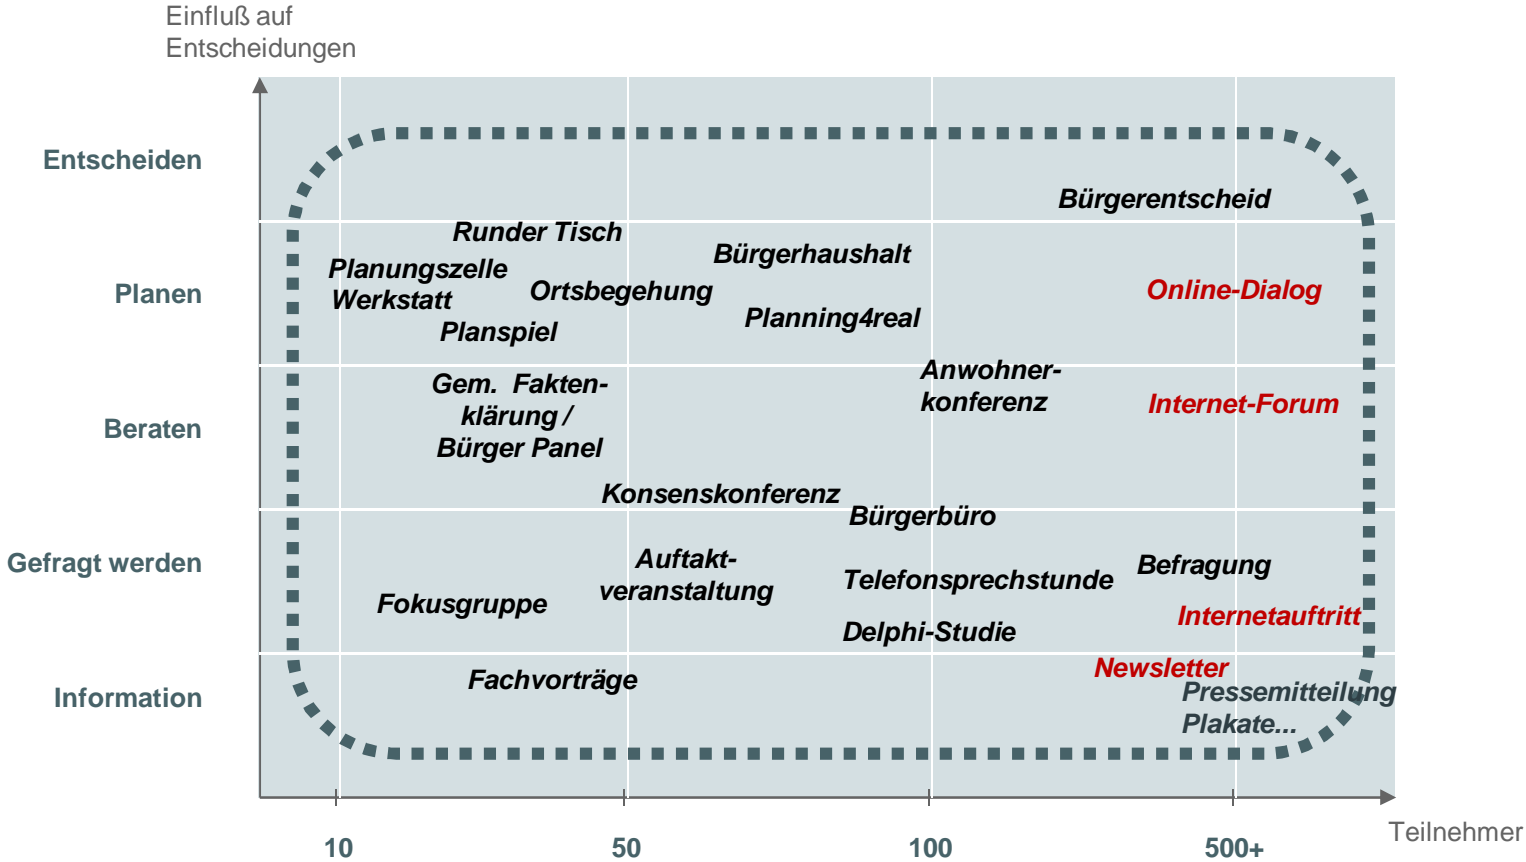 Einfluß auf
Entscheidungen
Entscheiden
Bürgerentscheid
Runder Tisch
Bürgerhaushalt
Planungszelle
Werkstatt
Ortsbegehung
Planen
Online-Dialog
Planning4real
Planspiel
Anwohner-
konferenz
Gem. Fakten-
klärung /
Bürger Panel
Internet-Forum
Beraten
Konsenskonferenz
Bürgerbüro
Auftakt-
veranstaltung
Gefragt werden
Befragung
Telefonsprechstunde
Fokusgruppe
Internetauftritt
Delphi-Studie
Newsletter
Fachvorträge
Information
Pressemitteilung
Plakate...
10
50
100
500+
Teilnehmer